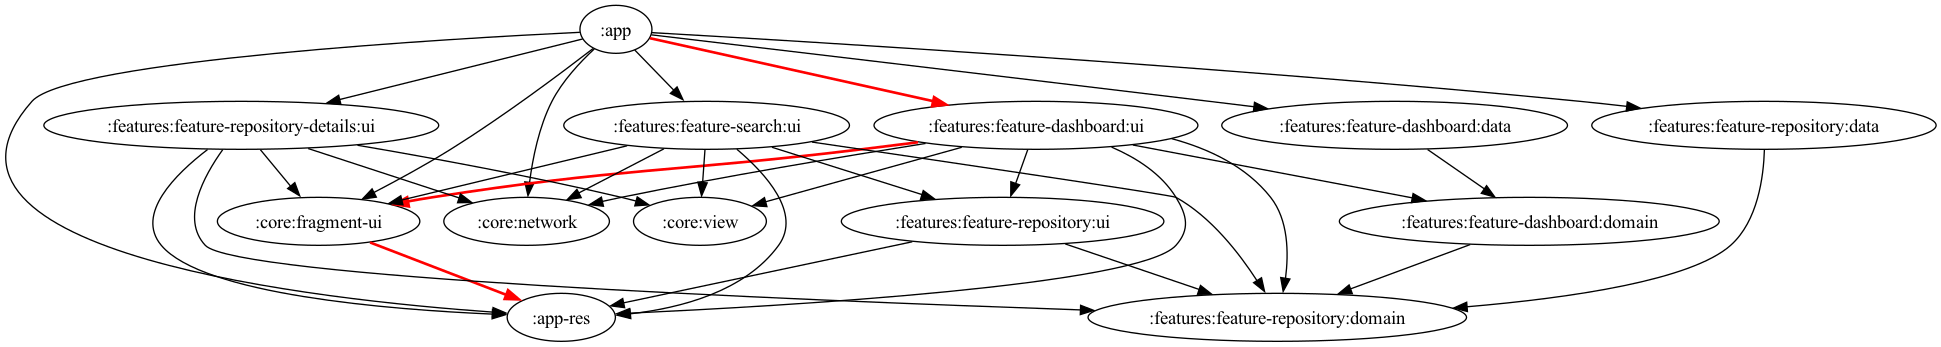 :app
:features:feature-repository-details:ui
:features:feature-search:ui
:features:feature-dashboard:ui
:features:feature-dashboard:data
:features:feature-repository:data
:core:fragment-ui
:core:network
:core:view
:features:feature-repository:ui
:features:feature-dashboard:domain
:app-res
:features:feature-repository:domain